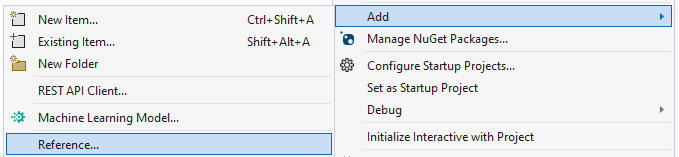 New Item... Ctrl+Shift+A
Existing Item... Shift+Alt+A
New Folder
REST API Client...
Machine Learning Model...
Reference...
Add
Manage NuGet Packages...
Configure Startup Projects...
Set as Startup Project
Debug
Initialize Interactive with Project